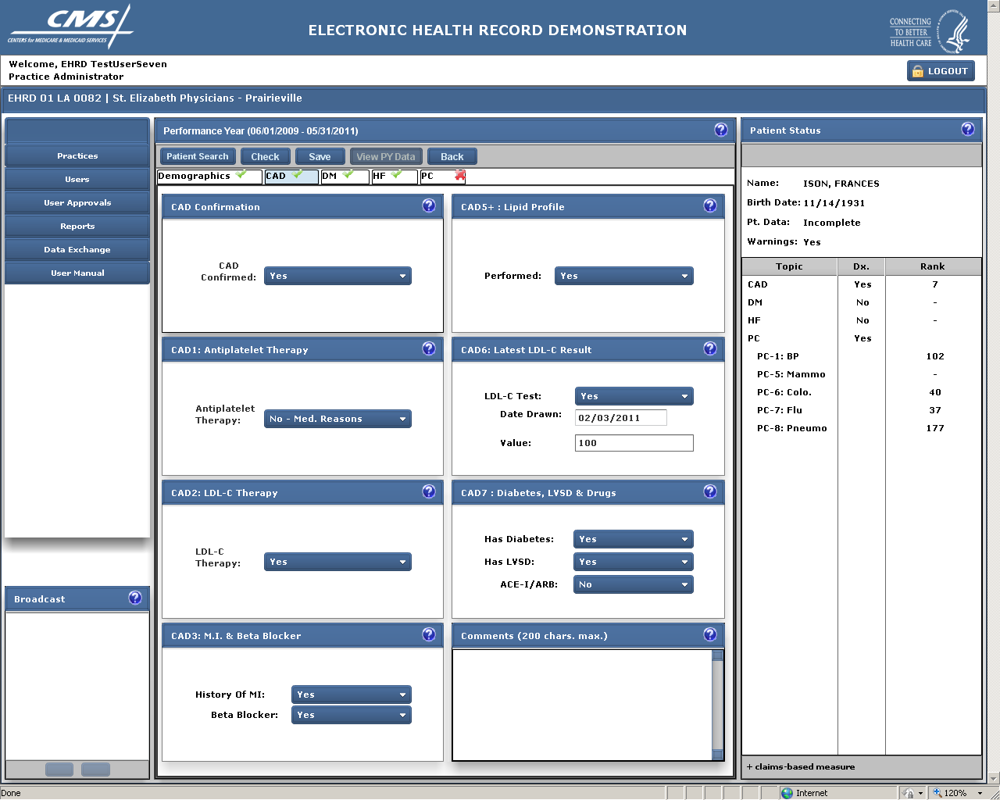 CMS
CENTERS for MEDICARE & MEDICAID SERVICES
ELECTRONIC HEALTH RECORD DEMONSTRATION
CONNECTING
TO BETTER
HEALTH CARE
Welcome, EHRD TestUserSeven
Practice Administrator
LOGOUT
EHRD 01 LA 0082 | St. Elizabeth Physicians - Prairieville
Practices
Users
User Approvals
Reports
Data Exchange
User Manual
Broadcast
Performance Year (06/01/2009 - 05/31/2011)
Patient Search Check Save View PY Data Back
Demographics CAD DM HF PC
CAD Confirmation
CAD
Confirmed: Yes
CAD5+ : Lipid Profile
Performed: Yes
CAD1: Antiplatelet Therapy
Antiplatelet
Therapy: No - Med. Reasons
CAD6: Latest LDL-C Result
LDL-C Test: Yes
Date Drawn: 02/03/2011
Value: 100
CAD2: LDL-C Therapy
LDL-C
Therapy: Yes
CAD7 : Diabetes, LVSD & Drugs
Has Diabetes: Yes
Has LVSD: Yes
ACE-I/ARB: No
CAD3: M.I. & Beta Blocker
History Of MI: Yes
Beta Blocker: Yes
Comments (200 chars. max.)
Patient Status
Name: ISON, FRANCES
Birth Date: 11/14/1931
Pt. Data: Incomplete
Warnings: Yes
Topic Dx. Rank
CAD Yes 7
DM No -
HF No -
PC Yes
PC-1: BP 102
PC-5: Mammo -
PC-6: Colo. 40
PC-7: Flu 37
PC-8: Pneumo 177
+ claims-based measure
Done
Internet
120%